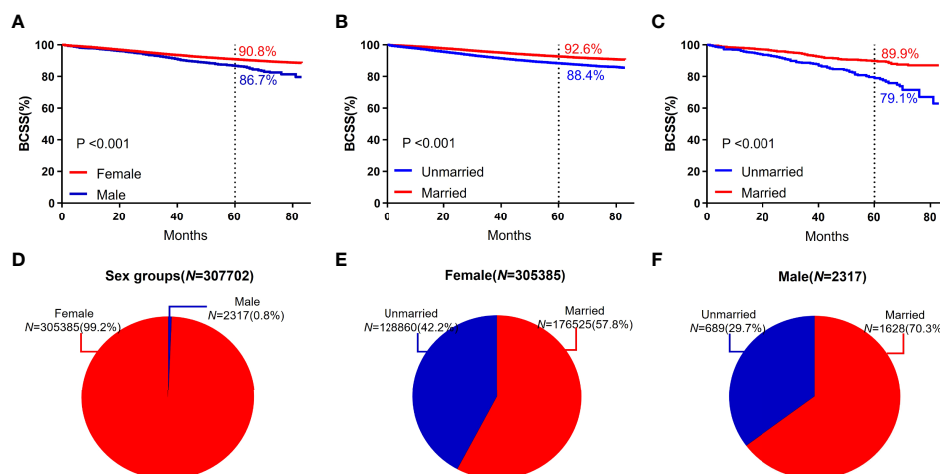 A
B
C
100
80
60
40
20
0
BCSS(%)
90.8%
86.7%
P <0.001
Female
Male
0
20
40
60
80
Months
100
80
60
40
20
0
BCSS(%)
92.6%
88.4%
P <0.001
Unmarried
Married
0
20
40
60
80
Months
100
80
60
40
20
0
BCSS(%)
89.9%
79.1%
P <0.001
Unmarried
Married
0
20
40
60
80
Months
D
Sex groups(N=307702)
Female
N=305385(99.2%)
Male
N=2317(0.8%)
E
Female(N=305385)
Unmarried
N=128860(42.2%)
Married
N=176525(57.8%)
F
Male(N=2317)
Unmarried
N=689(29.7%)
Married
N=1628(70.3%)